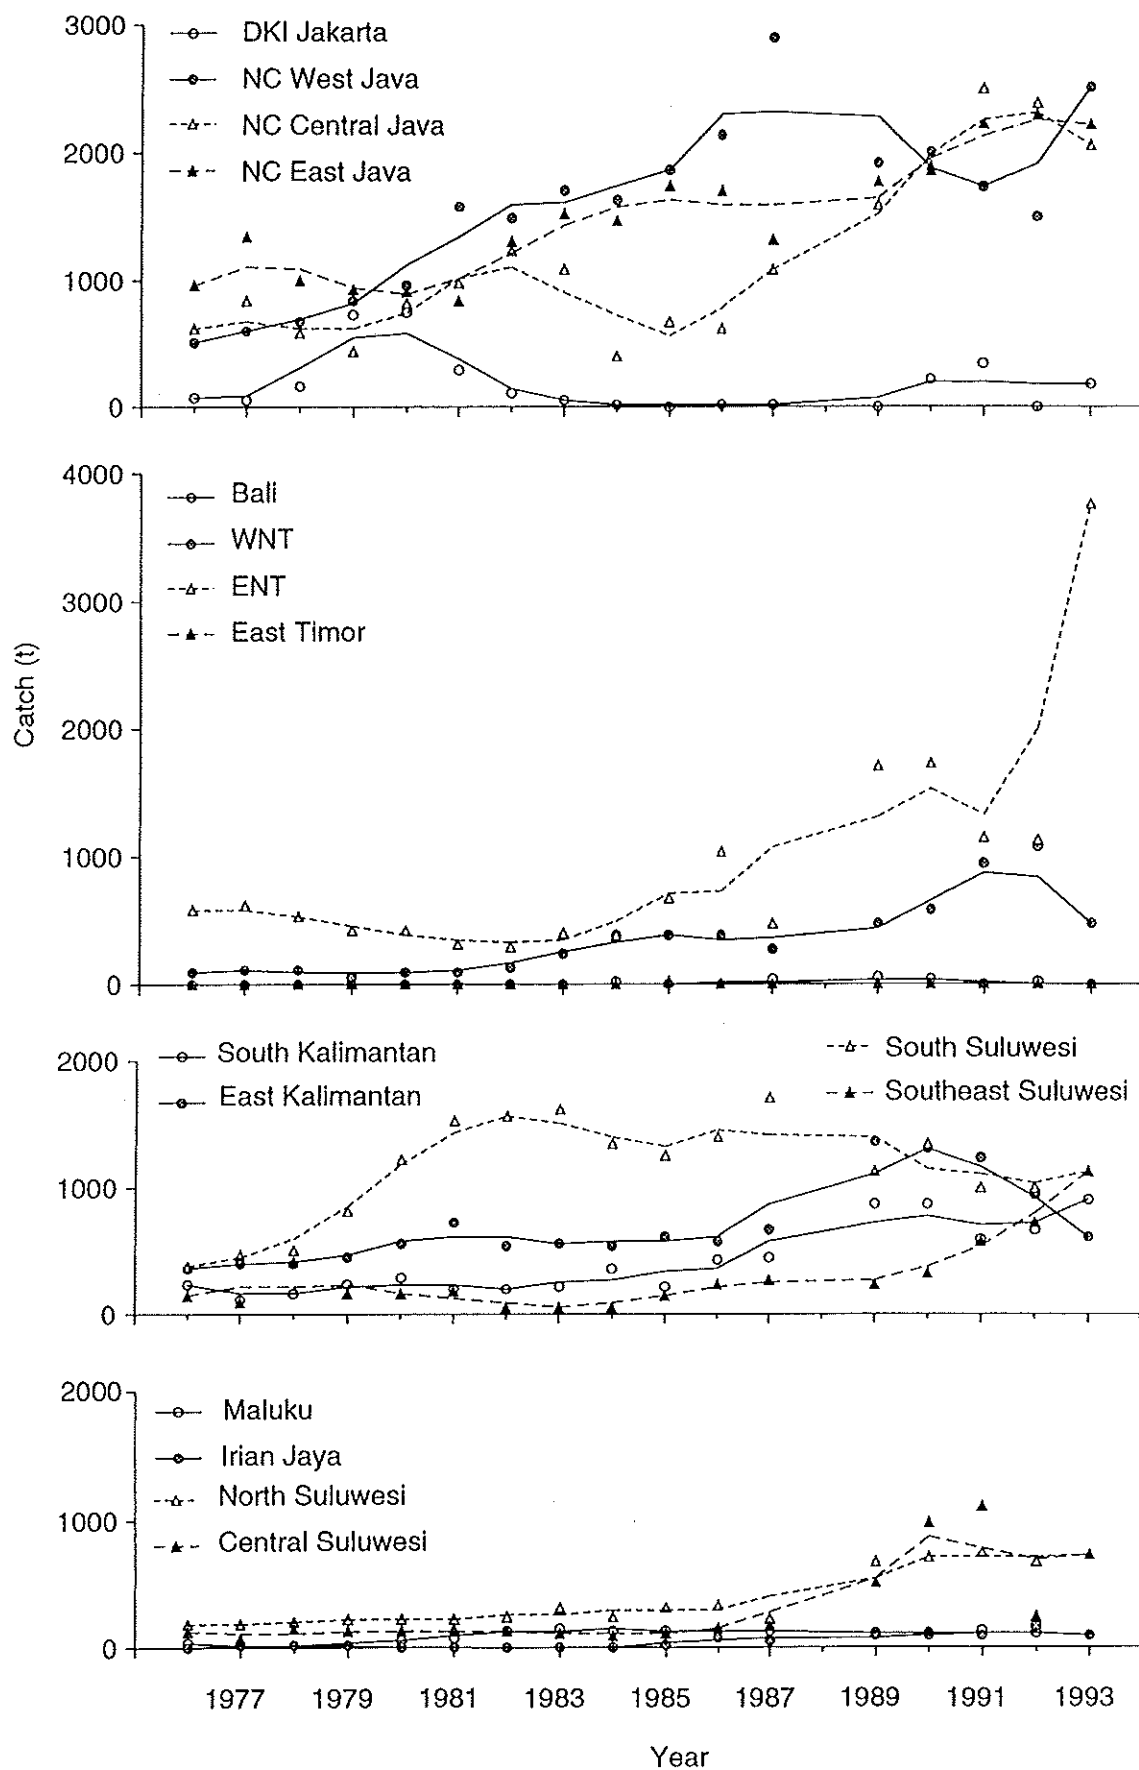 3000
2000
1000
0
DKI Jakarta
NC West Java
NC Central Java
NC East Java
4000
3000
2000
1000
0
Bali
WNT
ENT
East Timor
Catch (t)
2000
1000
0
South Kalimantan
East Kalimantan
South Suluwesi
Southeast Suluwesi
2000
1000
0
Maluku
Irian Jaya
North Suluwesi
Central Suluwesi
1977 1979 1981 1983 1985 1987 1989 1991 1993
Year